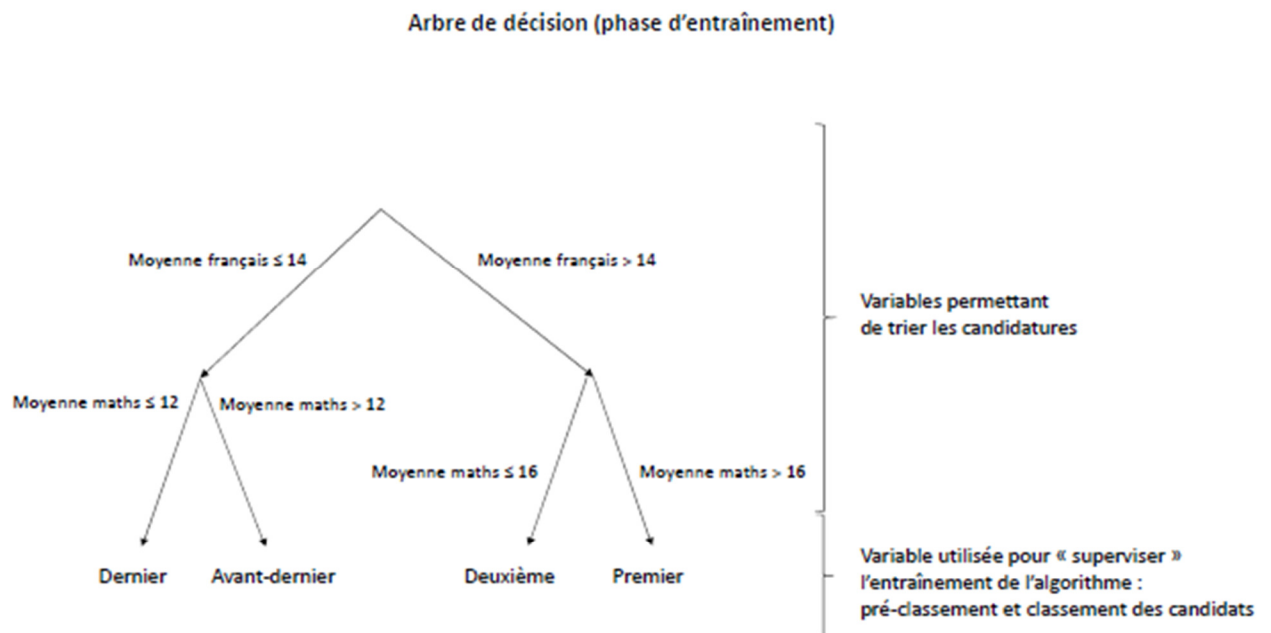 Arbre de décision (phase d'entraînement)
Moyenne français ≤ 14
Moyenne français > 14
Variables permettant
de trier les candidatures
Moyenne maths ≤ 12
Moyenne maths > 12
Moyenne maths ≤ 16
Moyenne maths > 16
Dernier
Avant-dernier
Deuxième
Premier
Variable utilisée pour « superviser »
l'entraînement de l'algorithme :
pré-classement et classement des candidats